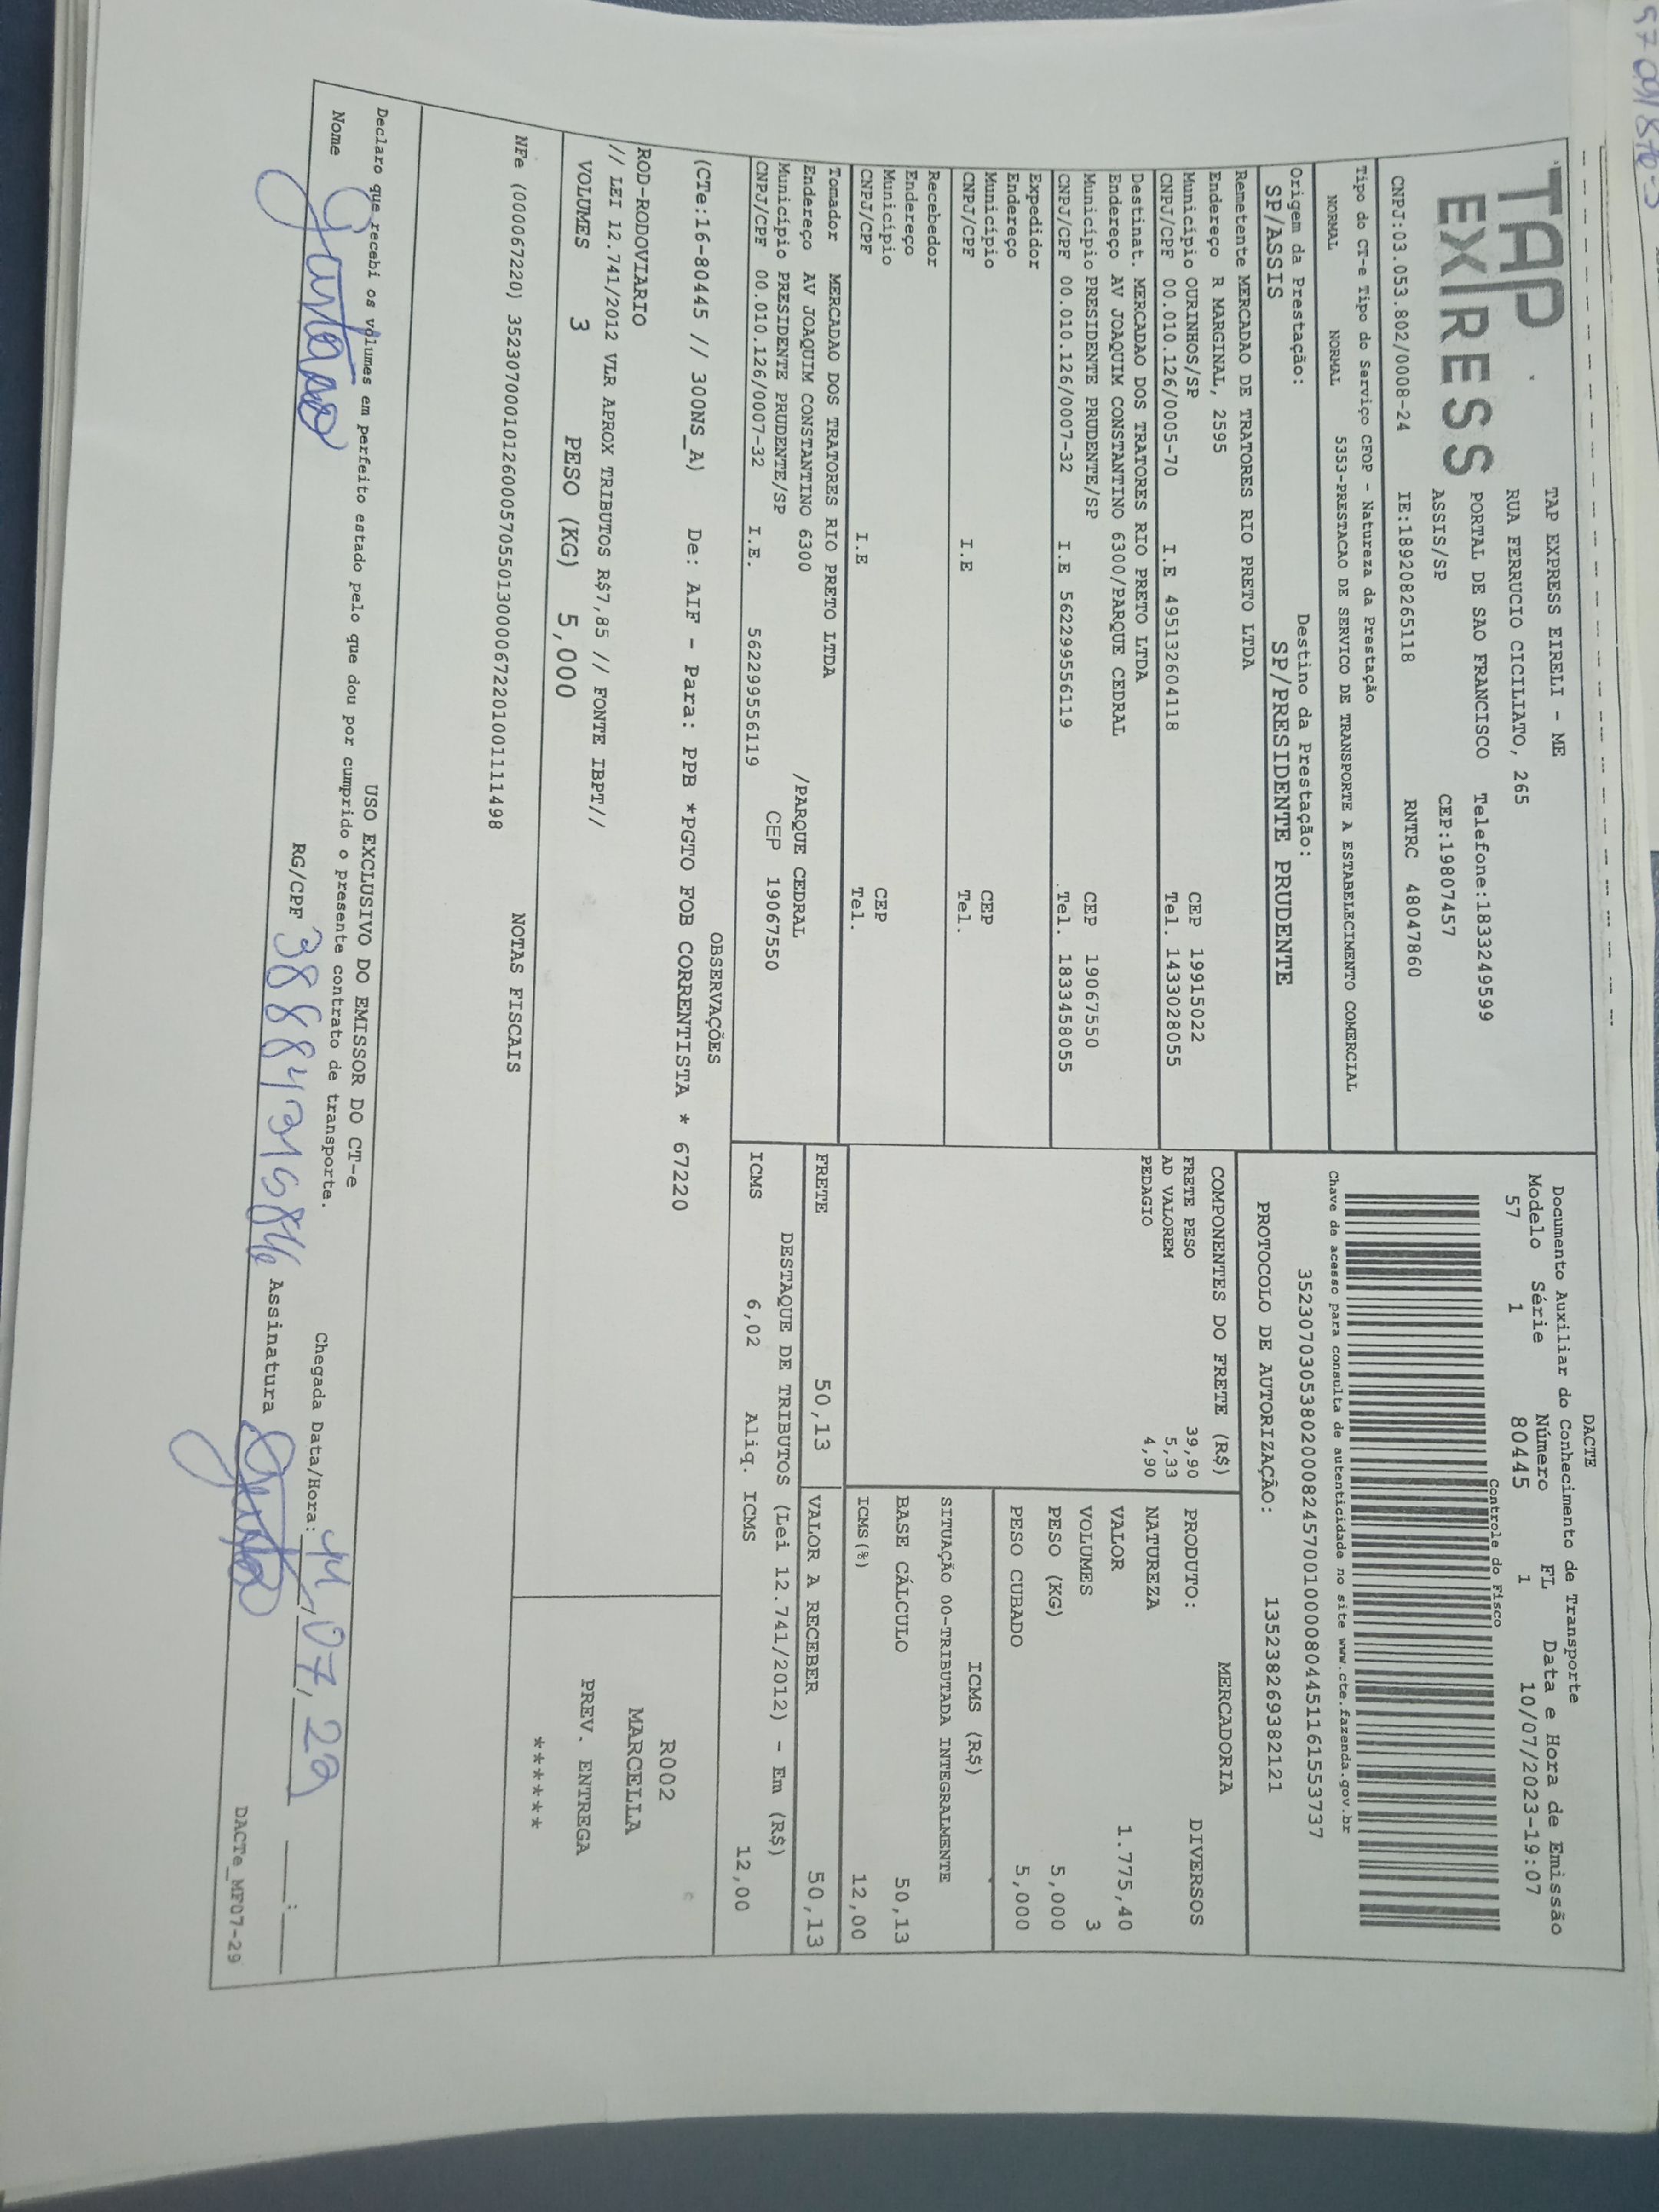 TAP
EXPRESS
TAP EXPRESS EIRELI - ME
RUA FERRUCIO CICILIATO, 265
PORTAL DE SAO FRANCISCO Telefone:1833249599
ASSIS/SP CEP:19807457
CNPJ:03.053.802/0008-24 IE:189208265118 RNTRC 48047860
DACTE
Documento Auxiliar do Conhecimento de Transporte
Modelo Série Número : FL Data e Hora de Emissão
57 1 80445 1 10/07/2023-19:07
Controle do Fisco
Chave de acesso para consulta de autenticidade no site www.cte.fazenda.gov.br
35230703053802000824570010000804451161553737
PROTOCOLO DE AUTORIZAÇÃO: 135238269382121
Tipo do CT-e Tipo do Serviço CFOP - Natureza da Prestação
NORMAL NORMAL 5353-PRESTACAO DE SERVICO DE TRANSPORTE A ESTABELECIMENTO COMERCIAL
Origem da Prestação: Destino da Prestação:
SP/ASSIS SP/PRESIDENTE PRUDENTE
Remetente MERCADAO DE TRATORES RIO PRETO LTDA
Endereço R MARGINAL, 2595
Município OURINHOS/SP CEP 19915022
CNPJ/CPF 00.010.126/0005-70 I.E 495132604118 Tel. 1433028055
Destinat. MERCADAO DOS TRATORES RIO PRETO LTDA
Endereço AV JOAQUIM CONSTANTINO 6300/PARQUE CEDRAL
Município PRESIDENTE PRUDENTE/SP CEP 19067550
CNPJ/CPF 00.010.126/0007-32 I.E 562299556119 Tel. 1833458055
Expedidor
Endereço
Município CEP
CNPJ/CPF I.E Tel.
Recebedor
Endereço
Município CEP
CNPJ/CPF I.E Tel.
Tomador MERCADAO DOS TRATORES RIO PRETO LTDA
Endereço AV JOAQUIM CONSTANTINO 6300 /PARQUE CEDRAL
Município PRESIDENTE PRUDENTE/SP CEP 19067550
CNPJ/CPF 00.010.126/0007-32 I.E. 562299556119
COMPONENTES DO FRETE (R$)
FRETE PESO 39,90
AD VALOREM 5,33
PEDAGIO 4,90
MERCADORIA
PRODUTO: DIVERSOS
NATUREZA
VALOR 1.775,40
VOLUMES 3
PESO (KG) 5,000
PESO CUBADO 5,000
ICMS (R$)
SITUAÇÃO 00-TRIBUTADA INTEGRALMENTE
BASE CÁLCULO 50,13
ICMS(%) 12,00
FRETE 50,13 VALOR A RECEBER 50,13
DESTAQUE DE TRIBUTOS (Lei 12.741/2012) - Em (R$)
ICMS 6,02 Aliq. ICMS 12,00
OBSERVAÇÕES
(CTe:16-80445 // 300NS_A) De: AIF - Para: PPB *PGTO FOB CORRENTISTA * 67220
ROD-RODOVIARIO
// LEI 12.741/2012 VLR APROX TRIBUTOS R$7,85 // FONTE IBPT//
VOLUMES 3 PESO (KG) 5,000
R002
MARCELLA
PREV. ENTREGA
******
NOTAS FISCAIS
NFe (000067220) 35230700010126000570550130000672201001111498
USO EXCLUSIVO DO EMISSOR DO CT-e
Declaro que recebi os volumes em perfeito estado pelo que dou por cumprido o presente contrato de transporte.
Nome RG/CPF Assinatura Chegada Data/Hora: __/07, __ __:__
DACTe_MF07-29